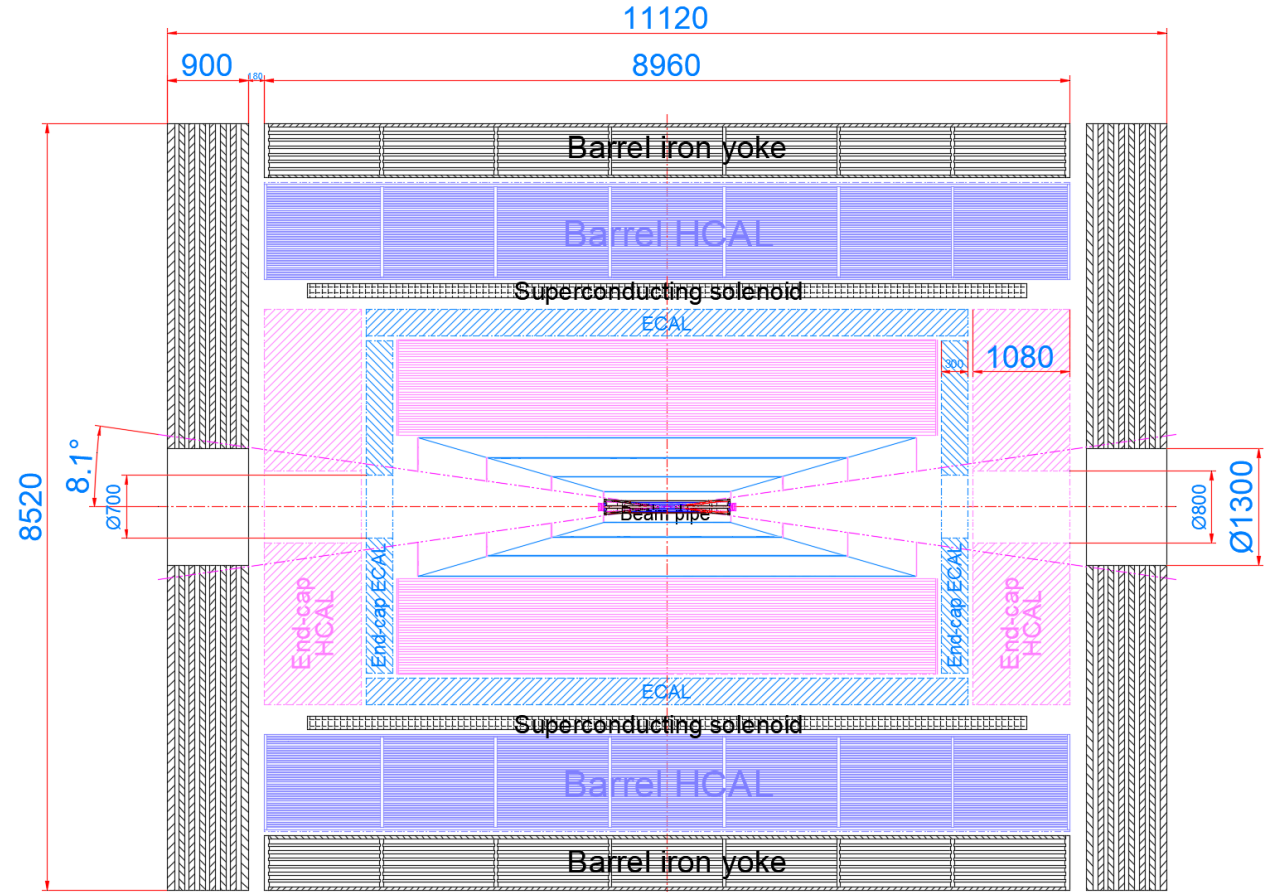 11120
900
180
8960
Barrel iron yoke
Barrel HCAL
Superconducting solenoid
ECAL
300
1080
8.1°
8520
Ø700
Beam pipe
Ø800
Ø1300
End-cap
HCAL
End-cap ECAL
End-cap ECAL
End-cap
HCAL
ECAL
Superconducting solenoid
Barrel HCAL
Barrel iron yoke